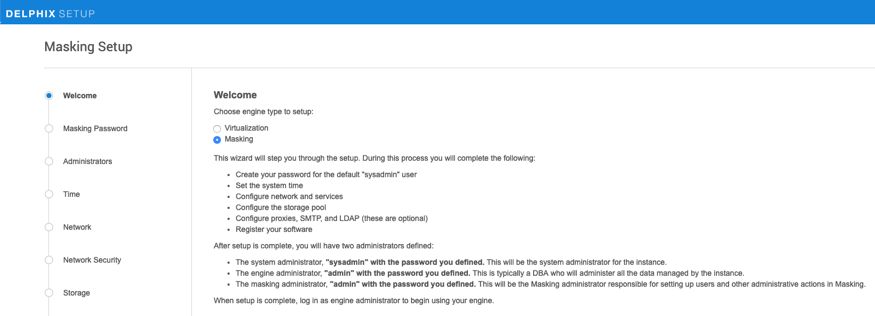 DELPHIX SETUP
Masking Setup
Welcome
Masking Password
Administrators
Time
Network
Network Security
Storage
Welcome
Choose engine type to setup:
Virtualization
Masking
This wizard will step you through the setup. During this process you will complete the following:
• Create your password for the default "sysadmin" user
• Set the system time
• Configure network and services
• Configure the storage pool
• Configure proxies, SMTP, and LDAP (these are optional)
• Register your software
After setup is complete, you will have two administrators defined:
• The system administrator, "sysadmin" with the password you defined. This will be the system administrator for the instance.
• The engine administrator, "admin" with the password you defined. This is typically a DBA who will administer all the data managed by the instance.
• The masking administrator, "admin" with the password you defined. This will be the Masking administrator responsible for setting up users and other administrative actions in Masking.
When setup is complete, log in as engine administrator to begin using your engine.